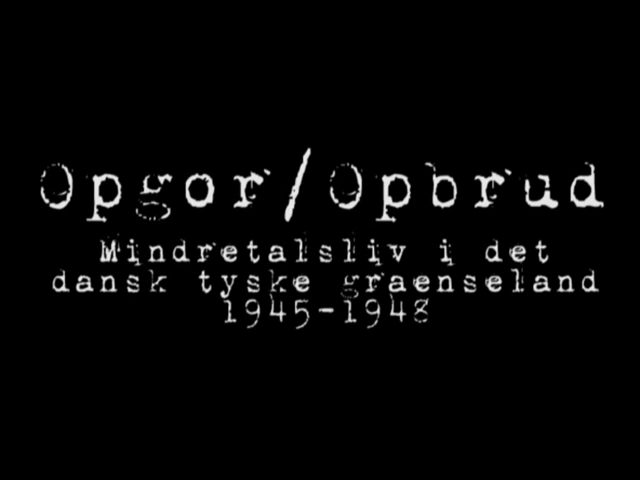 Opgor/Opbrud
Mindretalsliv i det
dansk tyske graenseland
1945-1948